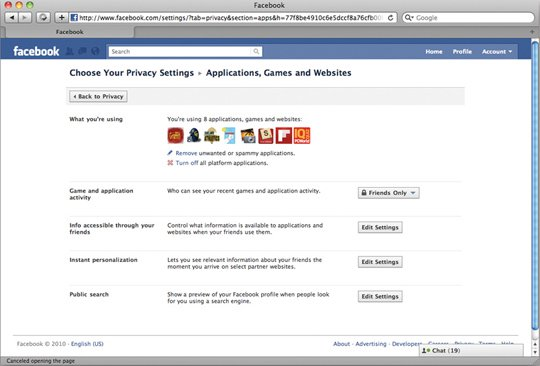 Facebook
http://www.facebook.com/settings/?tab=privacy&section=apps&h=77f8be4910c6e5dccf8a76cfb00
Google
Facebook
facebook
Search
Home Profile Account
Choose Your Privacy Settings ▸ Applications, Games and Websites
Back to Privacy
What you're using
You're using 8 applications, games and websites:
IQ
PCWorld
Remove unwanted or spammy applications.
Turn off all platform applications.
Game and application activity
Who can see your recent games and application activity.
Friends Only
Info accessible through your friends
Control what information is available to applications and
websites when your friends use them.
Edit Settings
Instant personalization
Lets you see relevant information about your friends the
moment you arrive on select partner websites.
Edit Settings
Public search
Show a preview of your Facebook profile when people look
for you using a search engine.
Edit Settings
Facebook © 2010 · English (US)
About · Advertising · Developers
Chat (19)
Canceled opening the page